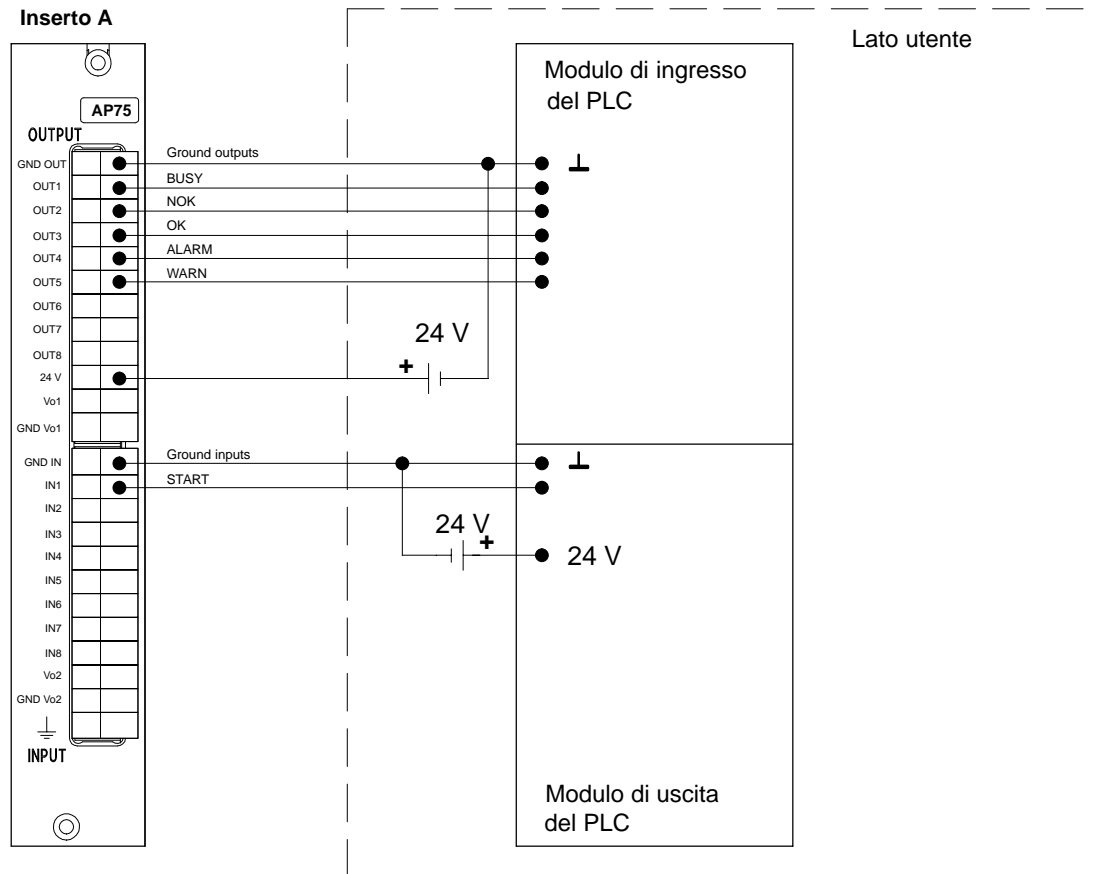 Inserto A
Lato utente
Modulo di ingresso
del PLC
AP75
OUTPUT
GND OUT
Ground outputs
OUT1
BUSY
OUT2
NOK
OUT3
OK
OUT4
ALARM
OUT5
WARN
OUT6
OUT7
OUT8
24 V
24 V
+
Vo1
GND Vo1
GND IN
Ground inputs
IN1
START
IN2
IN3
24 V
+
IN4
24 V
IN5
IN6
IN7
IN8
Vo2
GND Vo2
INPUT
Modulo di uscita
del PLC